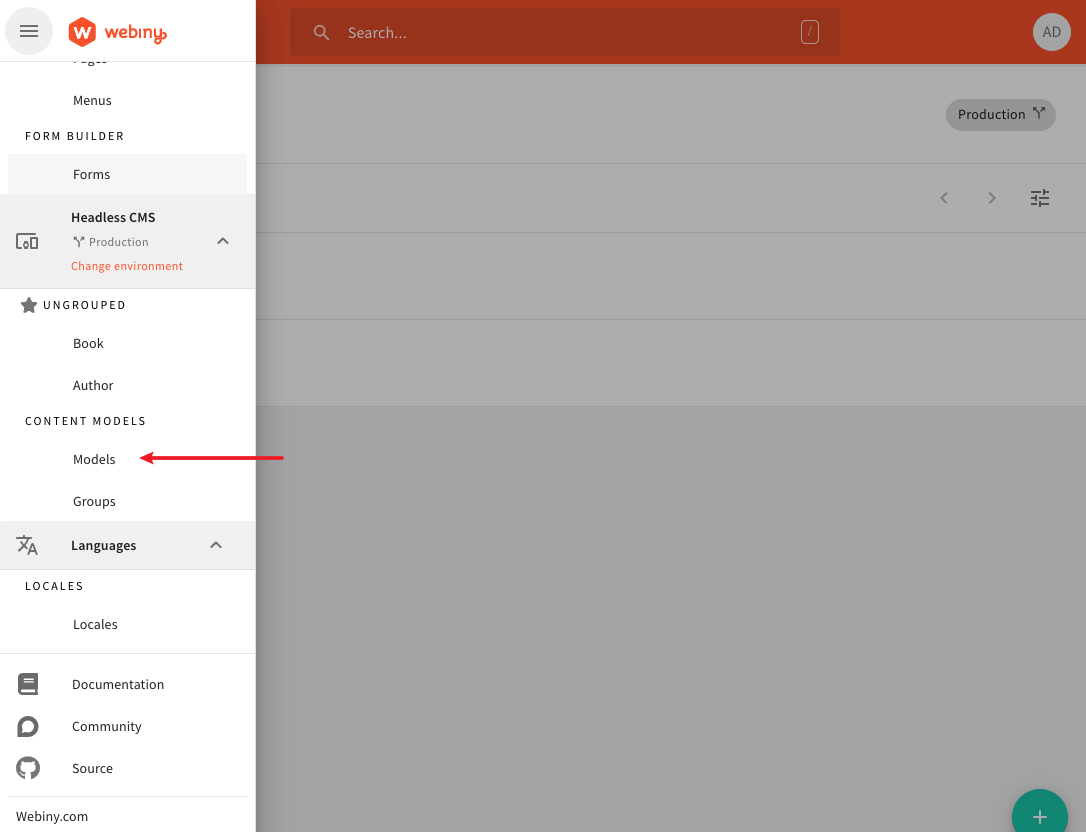 webiny
Search...
/
AD
Pages
Menus
FORM BUILDER
Forms
Headless CMS
Production
Change environment
UNGROUPED
Book
Author
CONTENT MODELS
Models
Groups
Languages
LOCALES
Locales
Documentation
Community
Source
Webiny.com
Production